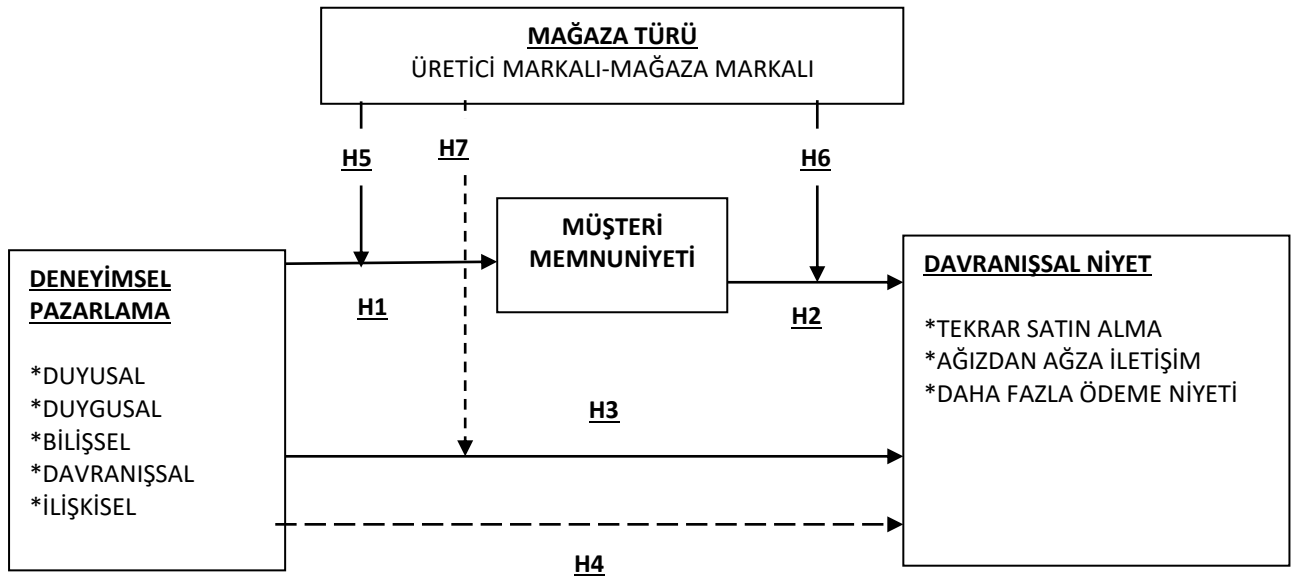 MAĞAZA TÜRÜ
ÜRETİCİ MARKALI-MAĞAZA MARKALI
H5
H7
H6
MÜŞTERİ
MEMNUNİYETİ
DENEYİMSEL
PAZARLAMA
*DUYUSAL
*DUYGUSAL
*BİLİŞSEL
*DAVRANIŞSAL
*İLİŞKİSEL
H1
H2
DAVRANIŞSAL NİYET
*TEKRAR SATIN ALMA
*AĞIZDAN AĞZA İLETİŞİM
*DAHA FAZLA ÖDEME NİYETİ
H3
H4